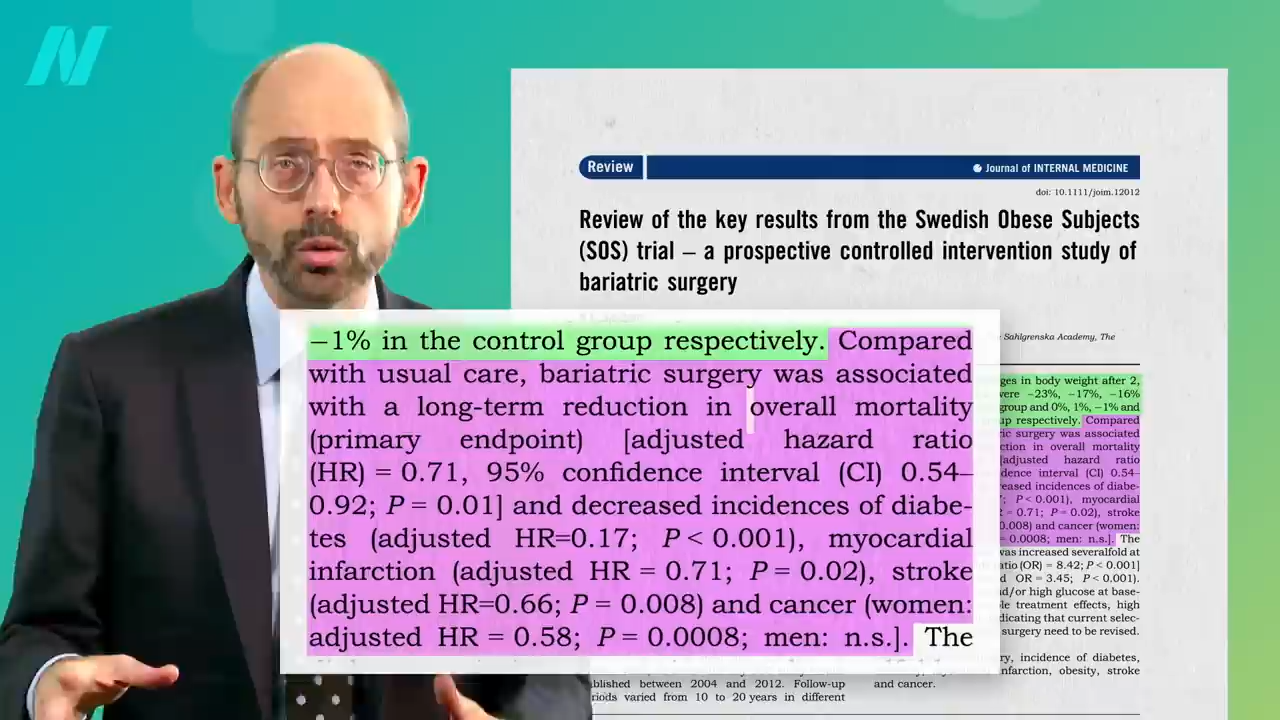 N
Review
Journal of INTERNAL MEDICINE
doi: 10.1111/joim.12012
Review of the key results from the Swedish Obese Subjects
(SOS) trial – a prospective controlled intervention study of
bariatric surgery
Sahlgrenska Academy, The
−1% in the control group respectively. Compared
with usual care, bariatric surgery was associated
with a long-term reduction in overall mortality
(primary endpoint) [adjusted hazard ratio
(HR) = 0.71, 95% confidence interval (CI) 0.54–
0.92; P = 0.01] and decreased incidences of diabe-
tes (adjusted HR=0.17; P < 0.001), myocardial
infarction (adjusted HR = 0.71; P = 0.02), stroke
(adjusted HR=0.66; P = 0.008) and cancer (women:
adjusted HR = 0.58; P = 0.0008; men: n.s.]. The
ges in body weight after 2,
were −23%, −17%, −16%
group and 0%, 1%, −1% and
up respectively. Compared
ric surgery was associated
ction in overall mortality
adjusted hazard ratio
dence interval (CI) 0.54–
reased incidences of diabe-
; P < 0.001), myocardial
= 0.71; P = 0.02), stroke
0.008) and cancer (women:
= 0.0008; men: n.s.]. The
was increased severalfold at
atio (OR) = 8.42; P < 0.001]
d OR = 3.45; P < 0.001).
nd/or high glucose at base-
le treatment effects, high
dicating that current selec-
surgery need to be revised.
ry, incidence of diabetes,
nfarction, obesity, stroke
and cancer.
ublished between 2004 and 2012. Follow-up
riods varied from 10 to 20 years in different